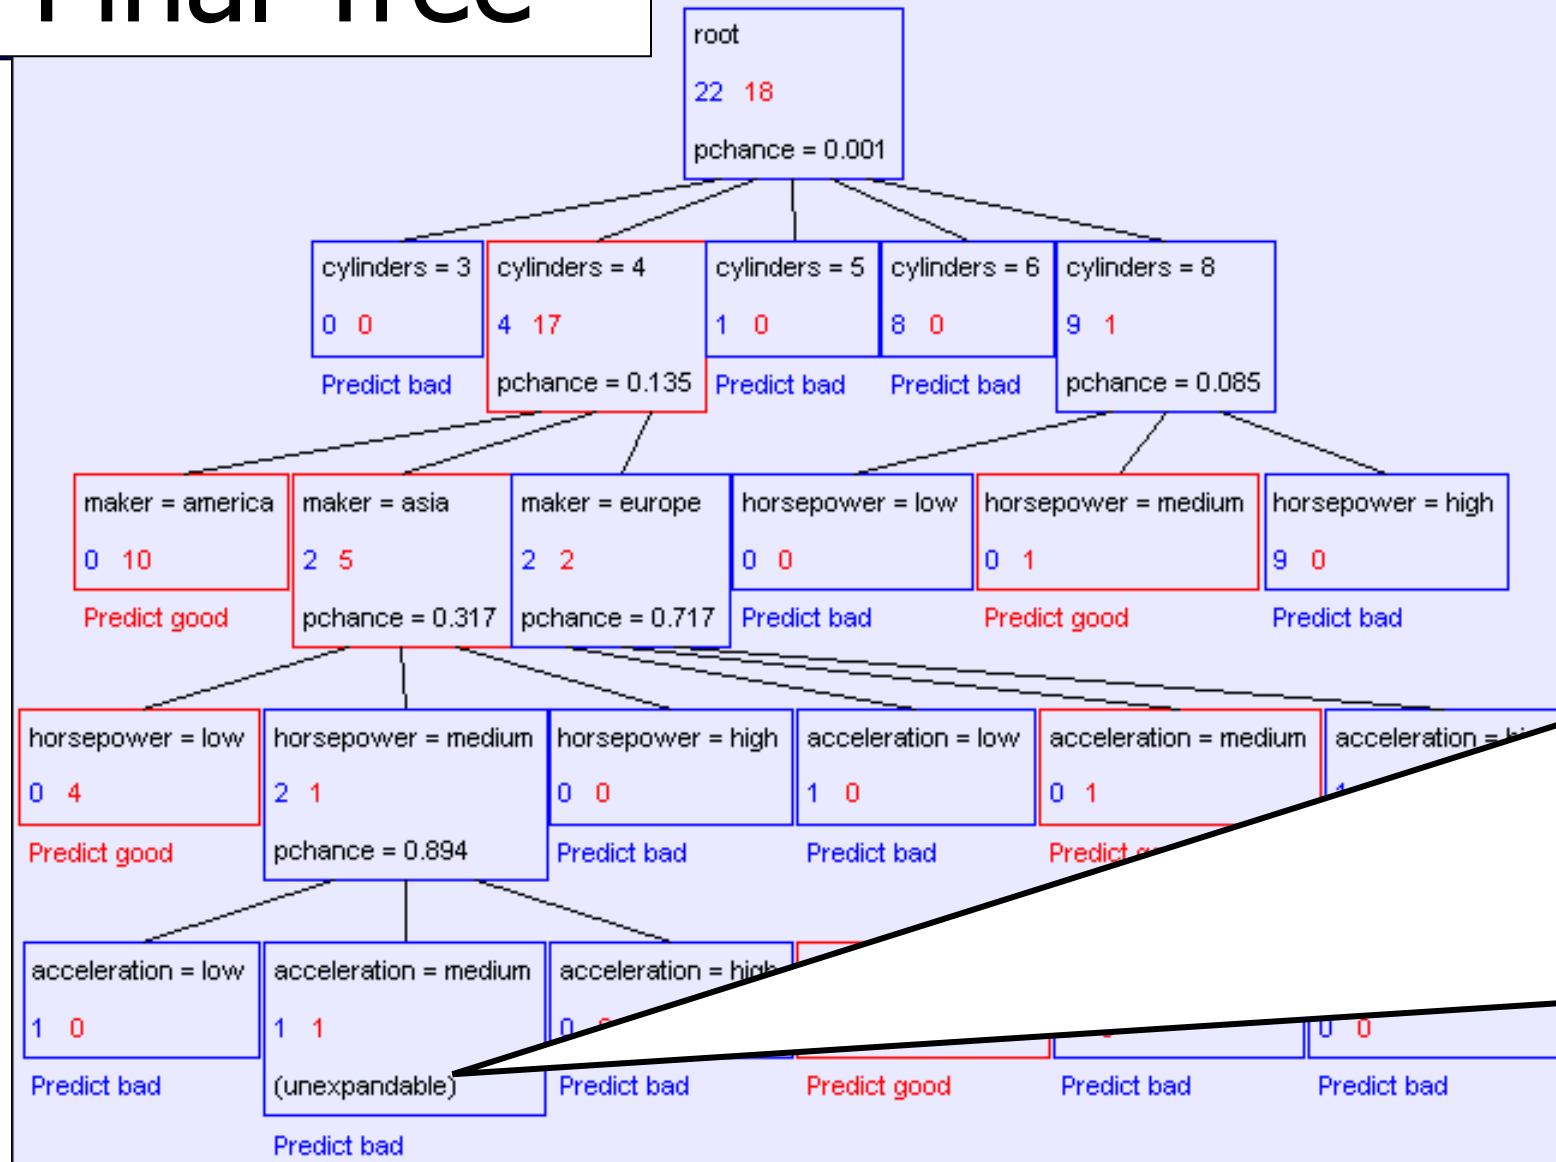 Final Tree
root
22 18
pchance = 0.001
cylinders = 3 cylinders = 4 cylinders = 5 cylinders = 6 cylinders = 8
0 0 4 17 1 0 8 0 9 1
Predict bad pchance = 0.135 Predict bad Predict bad pchance = 0.085
maker = america maker = asia maker = europe horsepower = low horsepower = medium horsepower = high
0 10 2 5 2 2 0 0 0 1 9 0
Predict good pchance = 0.317 pchance = 0.717 Predict bad Predict good Predict bad
horsepower = low horsepower = medium horsepower = high acceleration = low acceleration = medium acceleration =
0 4 2 1 0 0 1 0 0 1 1
Predict good pchance = 0.894 Predict bad Predict bad Predict
acceleration = low acceleration = medium acceleration = high
1 0 1 1 0 0 0
Predict bad (unexpandable) Predict bad Predict good Predict bad Predict bad
Predict bad